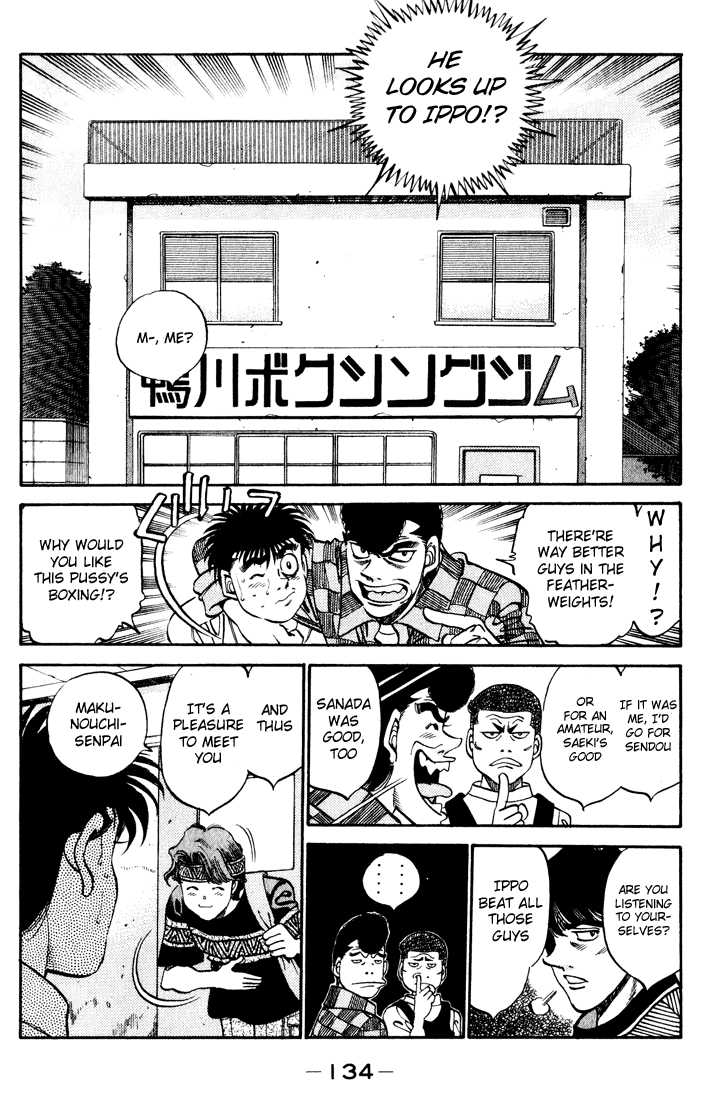 HE
LOOKS UP
TO IPPO!?
M-, ME?
鴨川ボクシングジム
WHY!?
THERE'RE
WAY BETTER
GUYS IN THE
FEATHER-
WEIGHTS!
WHY WOULD
YOU LIKE
THIS PUSSY'S
BOXING!?
IF IT WAS
ME, I'D
GO FOR
SENDOU
OR
FOR AN
AMATEUR,
SAEKI'S
GOOD
SANADA
WAS
GOOD,
TOO
AND
THUS
IT'S A
PLEASURE
TO MEET
YOU
MAKU-
NOUCHI-
SENPAI
ARE YOU
LISTENING
TO YOUR-
SELVES?
IPPO
BEAT ALL
THOSE
GUYS
……
-134-